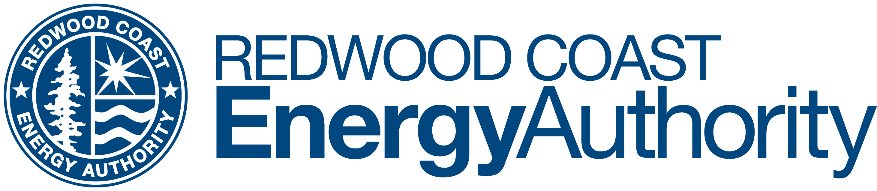 REDWOOD COAST
ENERGY AUTHORITY
REDWOOD COAST
EnergyAuthority